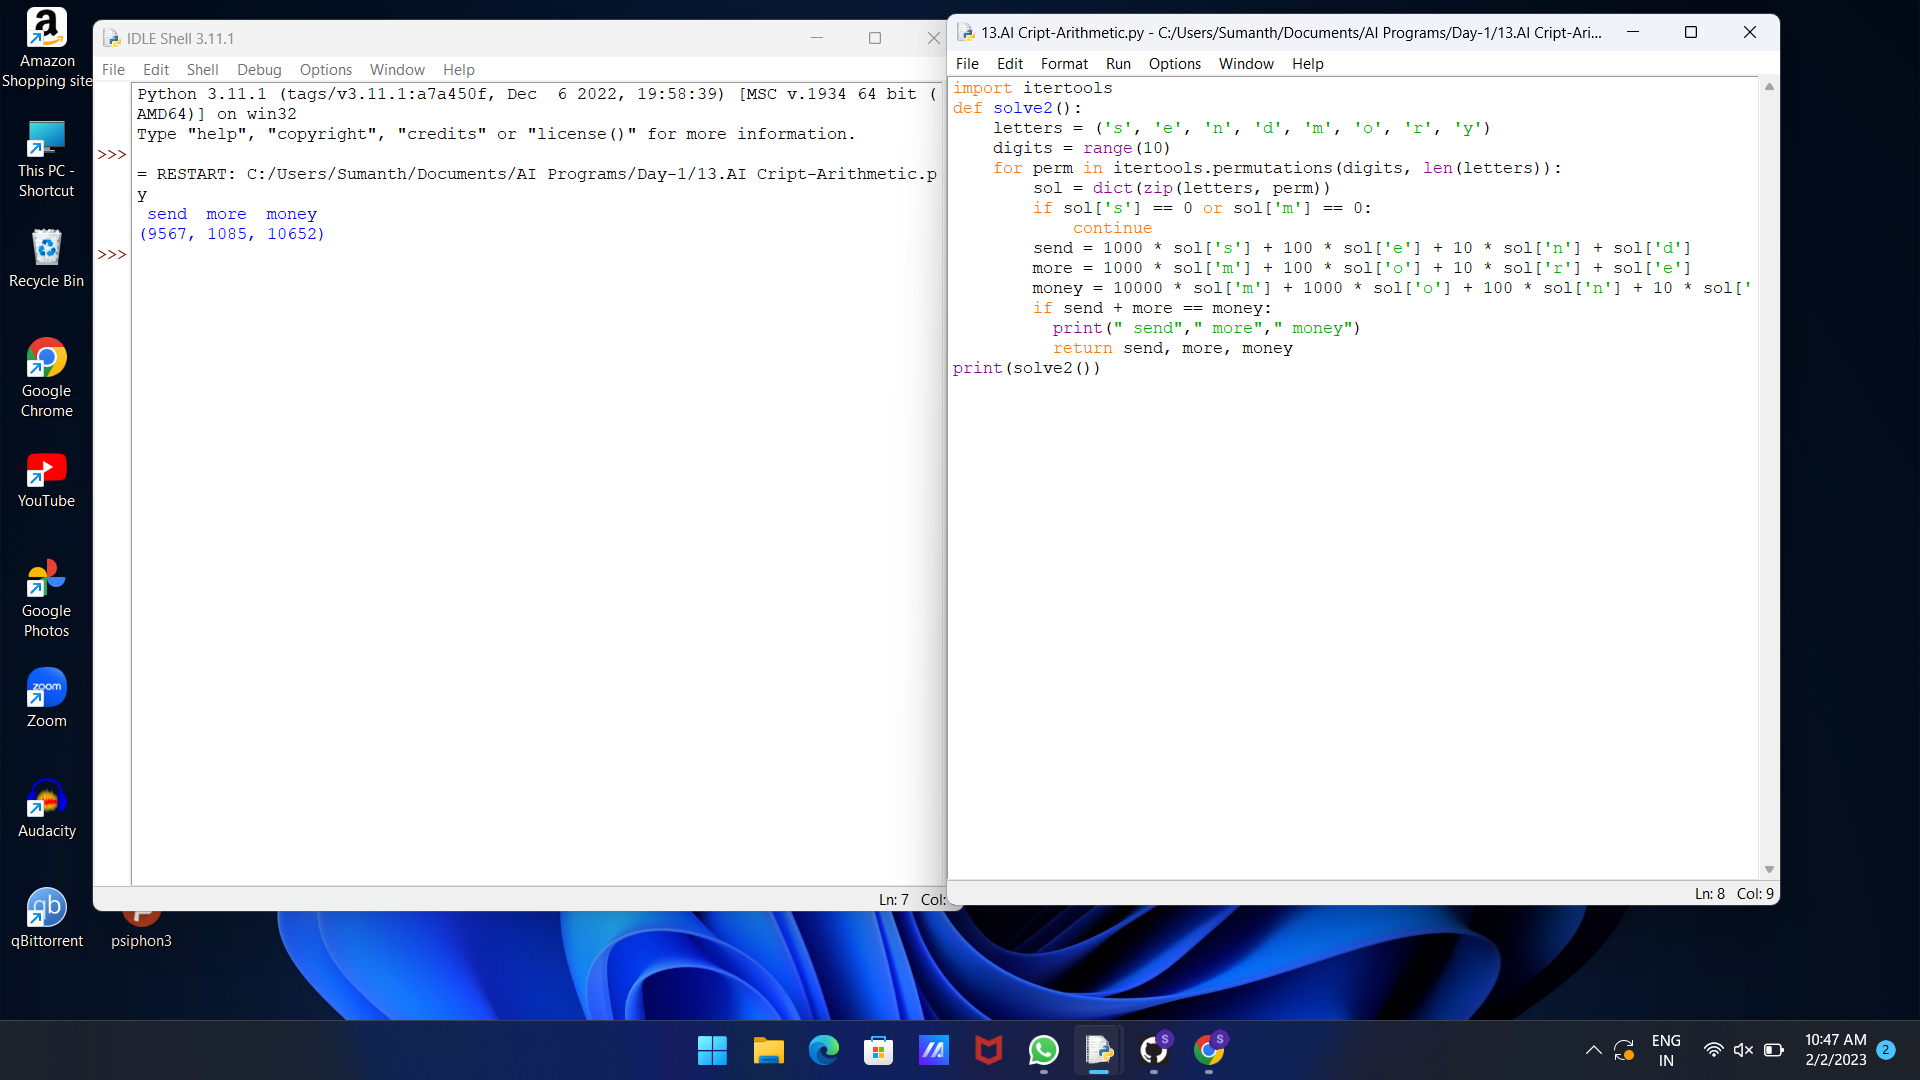 Amazon
Shopping site
This PC -
Shortcut
Recycle Bin
Google
Chrome
YouTube
Google
Photos
zoom
Zoom
Audacity
qb
qBittorrent
psiphon3
IDLE Shell 3.11.1
File Edit Shell Debug Options Window Help
Python 3.11.1 (tags/v3.11.1:a7a450f, Dec  6 2022, 19:58:39) [MSC v.1934 64 bit (
AMD64)] on win32
Type "help", "copyright", "credits" or "license()" for more information.
>>>
= RESTART: C:/Users/Sumanth/Documents/AI Programs/Day-1/13.AI Cript-Arithmetic.p
y
 send  more  money
(9567, 1085, 10652)
>>>
Ln: 7 Col:
13.AI Cript-Arithmetic.py - C:/Users/Sumanth/Documents/AI Programs/Day-1/13.AI Cript-Ari...
File Edit Format Run Options Window Help
import itertools
def solve2():
    letters = ('s', 'e', 'n', 'd', 'm', 'o', 'r', 'y')
    digits = range(10)
    for perm in itertools.permutations(digits, len(letters)):
        sol = dict(zip(letters, perm))
        if sol['s'] == 0 or sol['m'] == 0:
            continue
        send = 1000 * sol['s'] + 100 * sol['e'] + 10 * sol['n'] + sol['d']
        more = 1000 * sol['m'] + 100 * sol['o'] + 10 * sol['r'] + sol['e']
        money = 10000 * sol['m'] + 1000 * sol['o'] + 100 * sol['n'] + 10 * sol['
        if send + more == money:
          print(" send"," more"," money")
          return send, more, money
print(solve2())
Ln: 8 Col: 9
S
S
ENG
IN
10:47 AM
2/2/2023
2